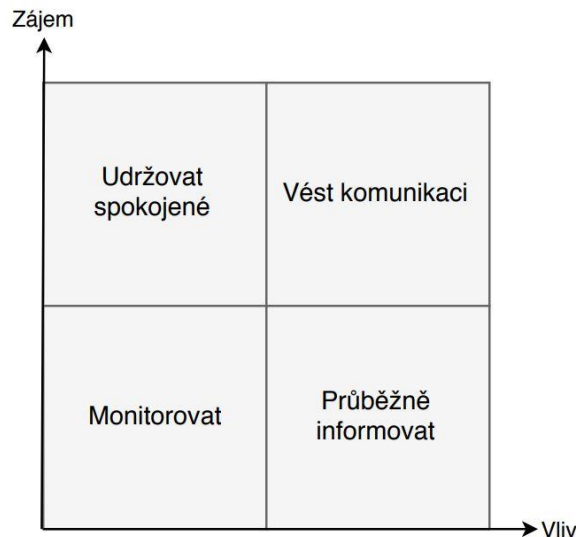 Zájem
Udržovat
spokojené
Vést komunikaci
Monitorovat
Průběžně
informovat
Vliv